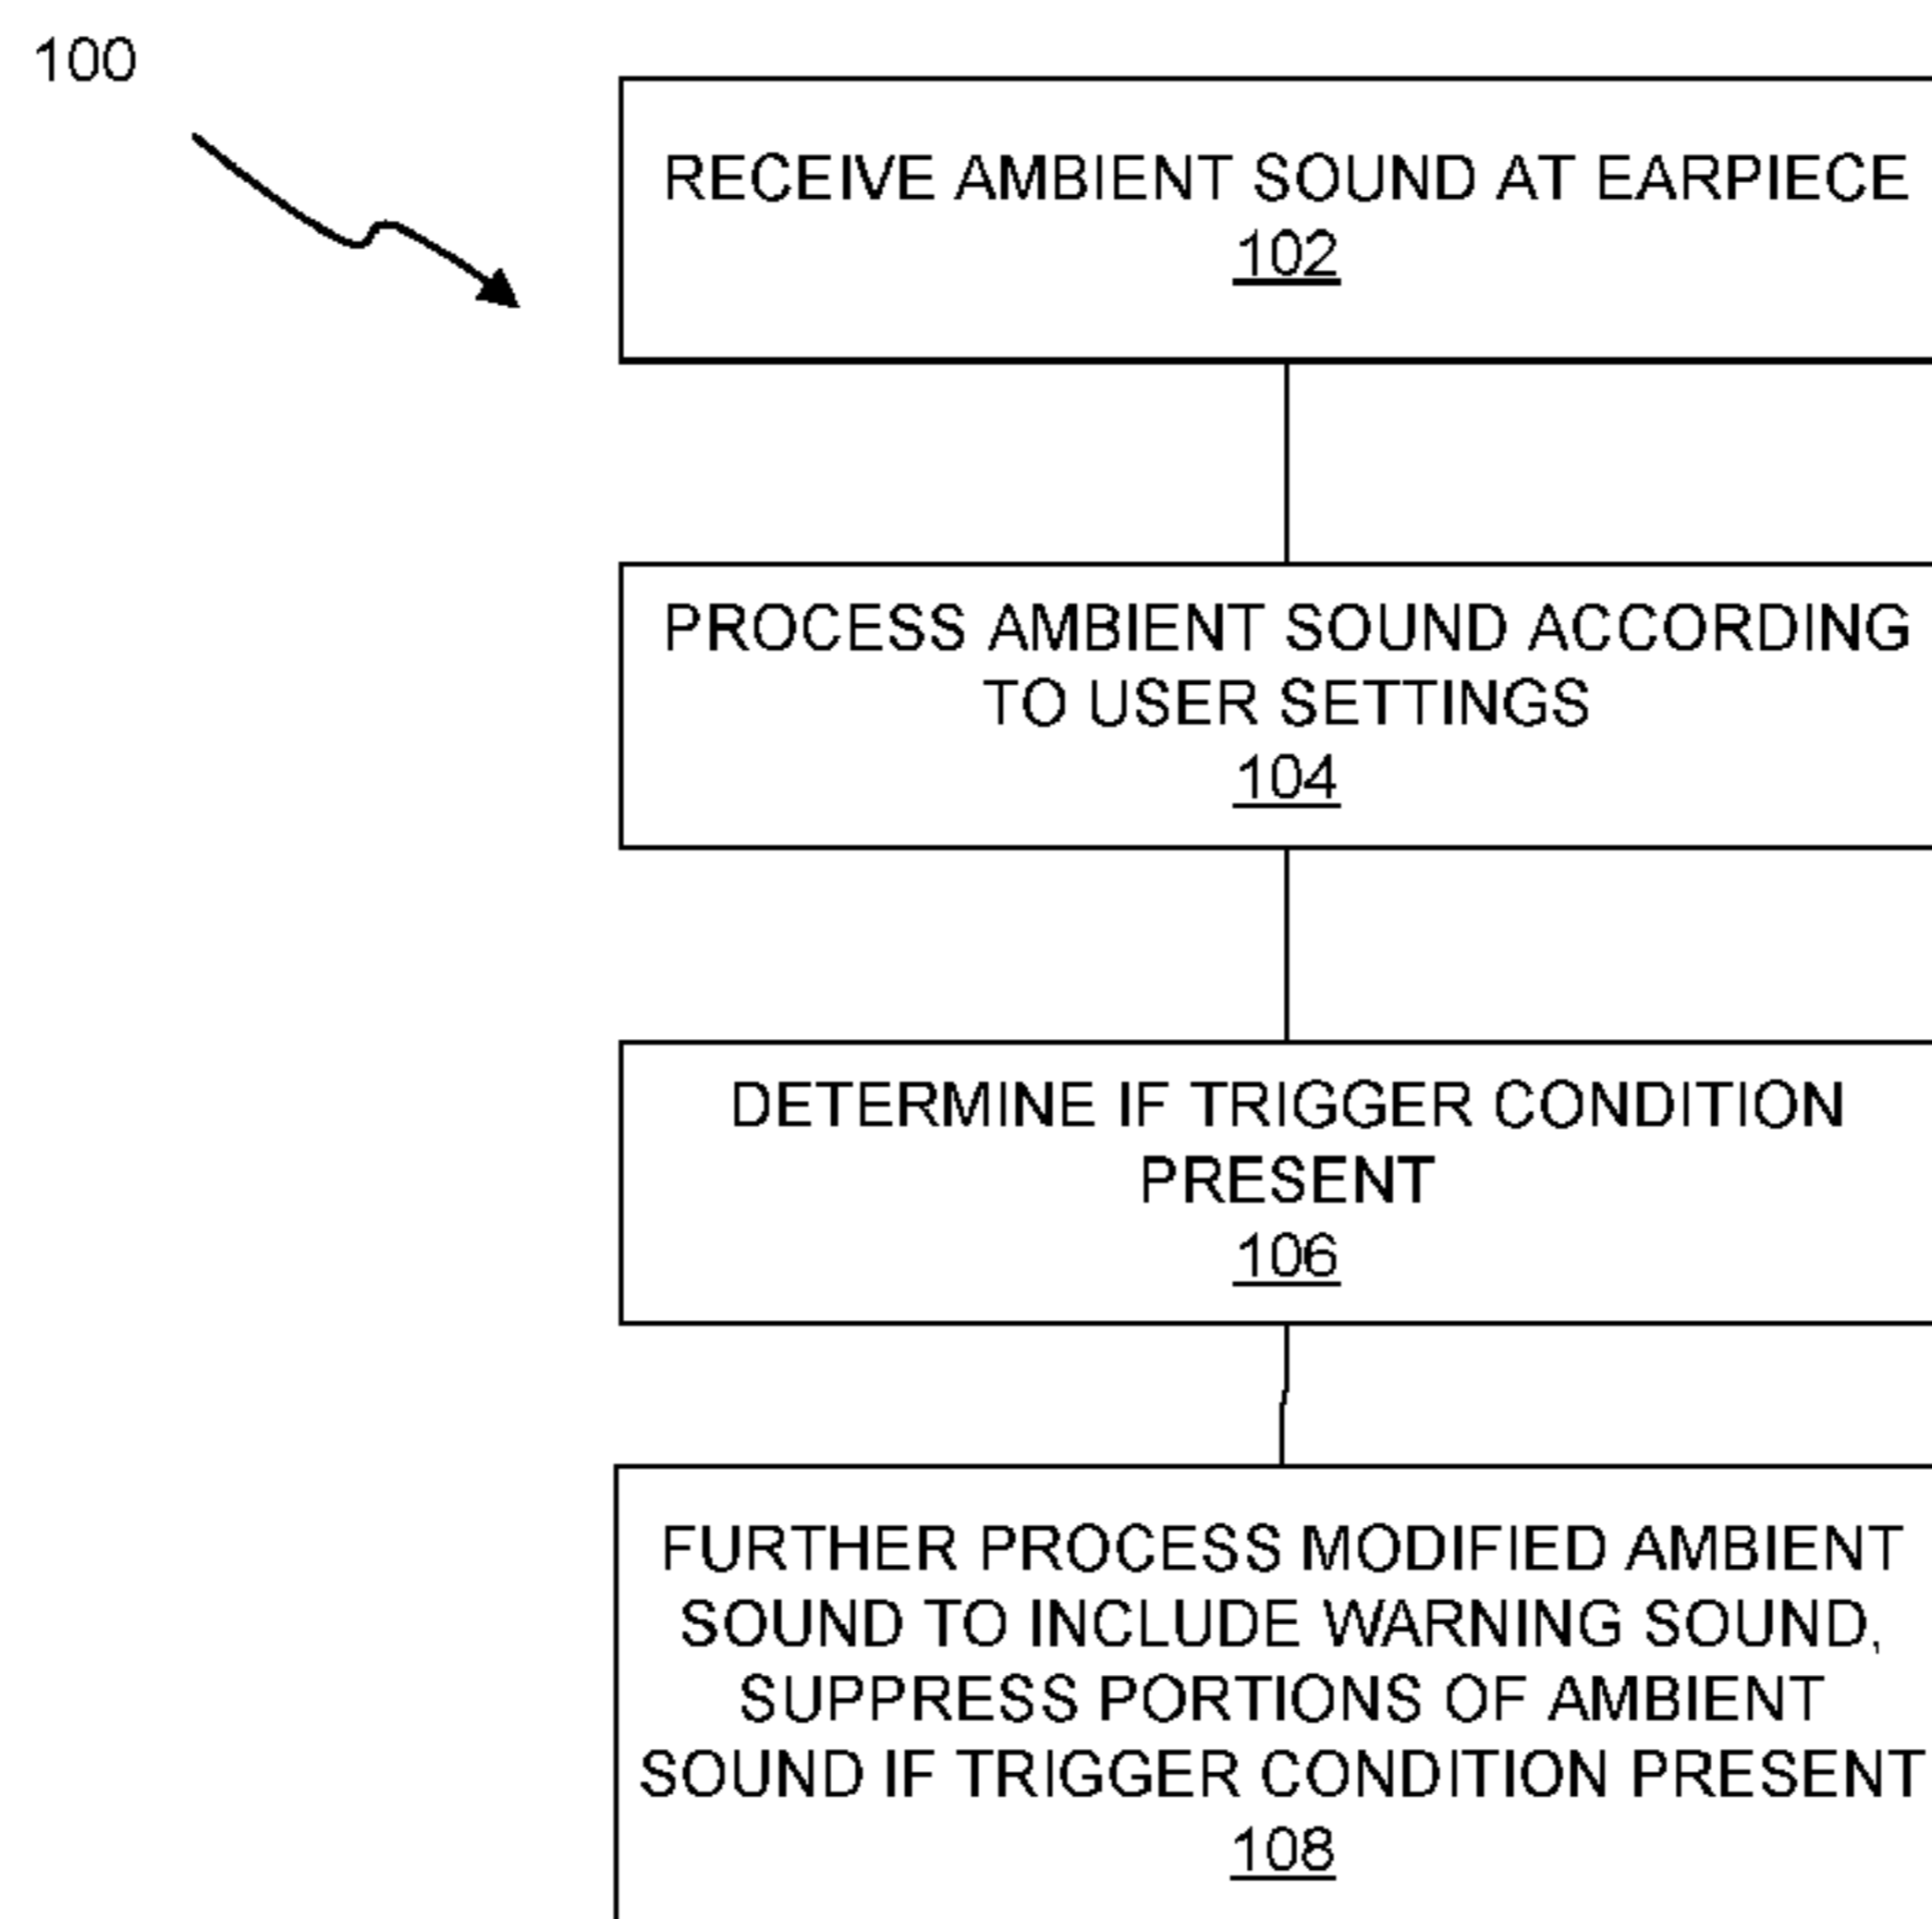 100
RECEIVE AMBIENT SOUND AT EARPIECE
102
PROCESS AMBIENT SOUND ACCORDING
TO USER SETTINGS
104
DETERMINE IF TRIGGER CONDITION
PRESENT
106
FURTHER PROCESS MODIFIED AMBIENT
SOUND TO INCLUDE WARNING SOUND,
SUPPRESS PORTIONS OF AMBIENT
SOUND IF TRIGGER CONDITION PRESENT
108